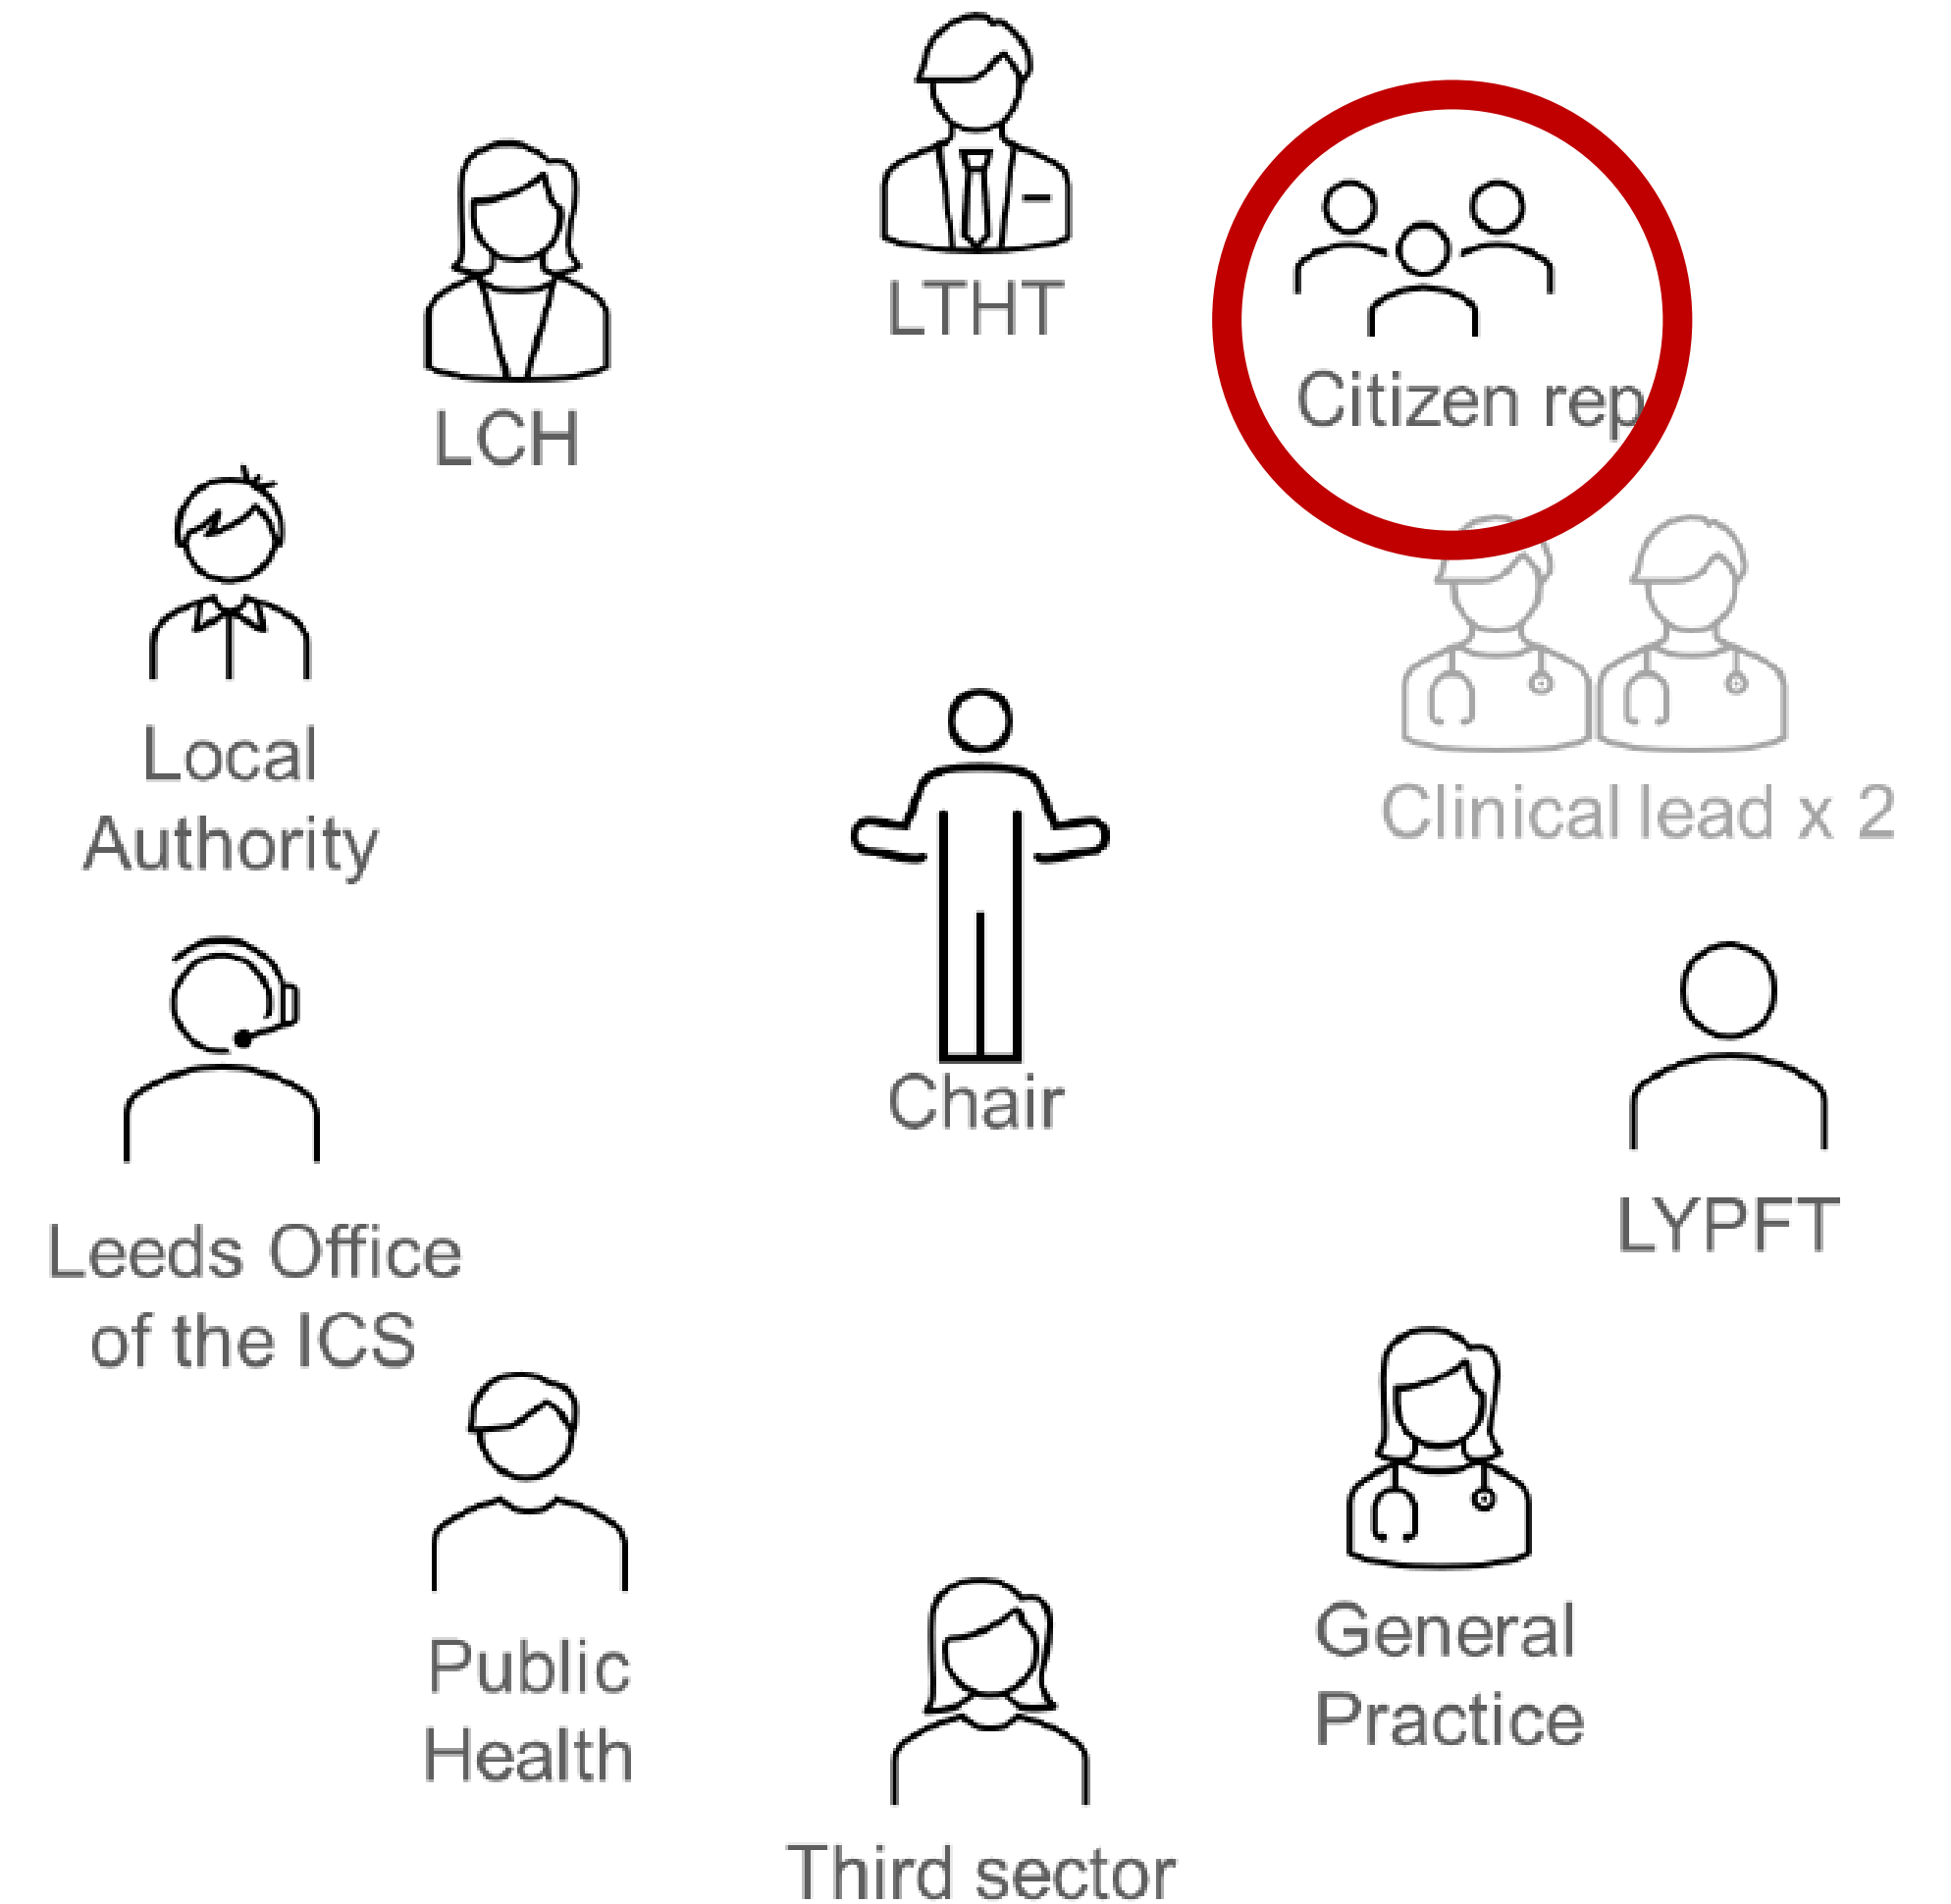 LTHT
Citizen rep
LCH
Local
Authority
Clinical lead x 2
Chair
Leeds Office
of the ICS
LYPFT
Public
Health
General
Practice
Third sector